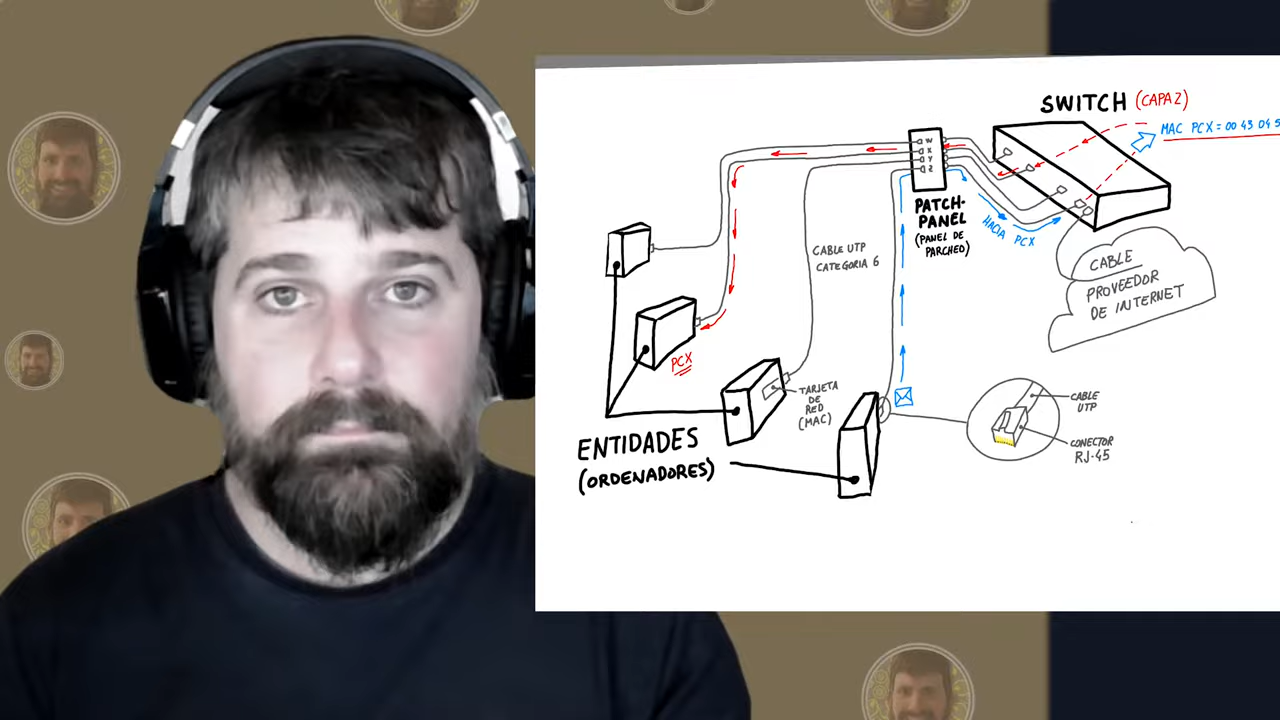 SWITCH (CAPA 2)
MAC PCX = 00 43 04 5
W
X
Y
Z
PATCH-
PANEL
(PANEL DE
PARCHEO)
HACIA PCX
CABLE UTP
CATEGORIA 6
CABLE
PROVEEDOR
DE INTERNET
PCX
TARJETA
DE
RED
(MAC)
CABLE
UTP
CONECTOR
RJ-45
ENTIDADES
(ORDENADORES)